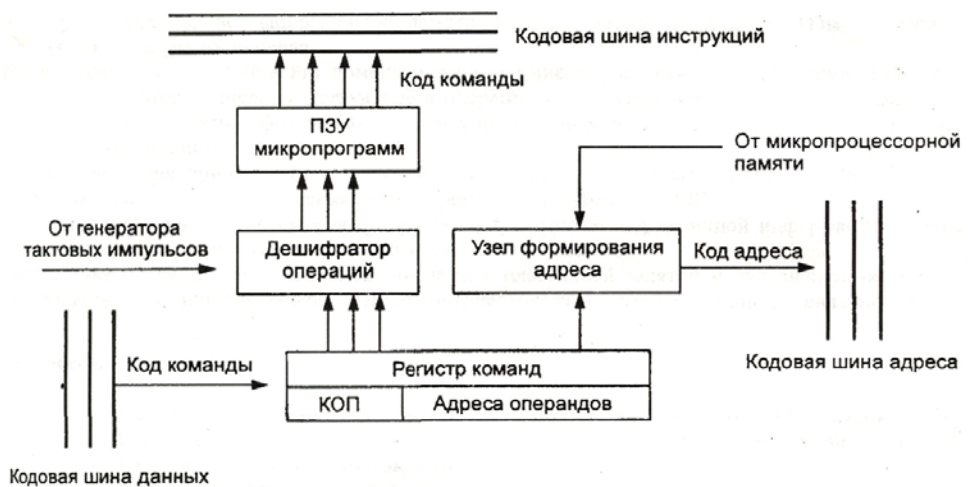 Кодовая шина инструкций
Код команды
ПЗУ
микропрограмм
От микропроцессорной
памяти
От генератора
тактовых импульсов
Дешифратор
операций
Узел формирования
адреса
Код адреса
Код команды
Регистр команд
КОП
Адреса операндов
Кодовая шина адреса
Кодовая шина данных